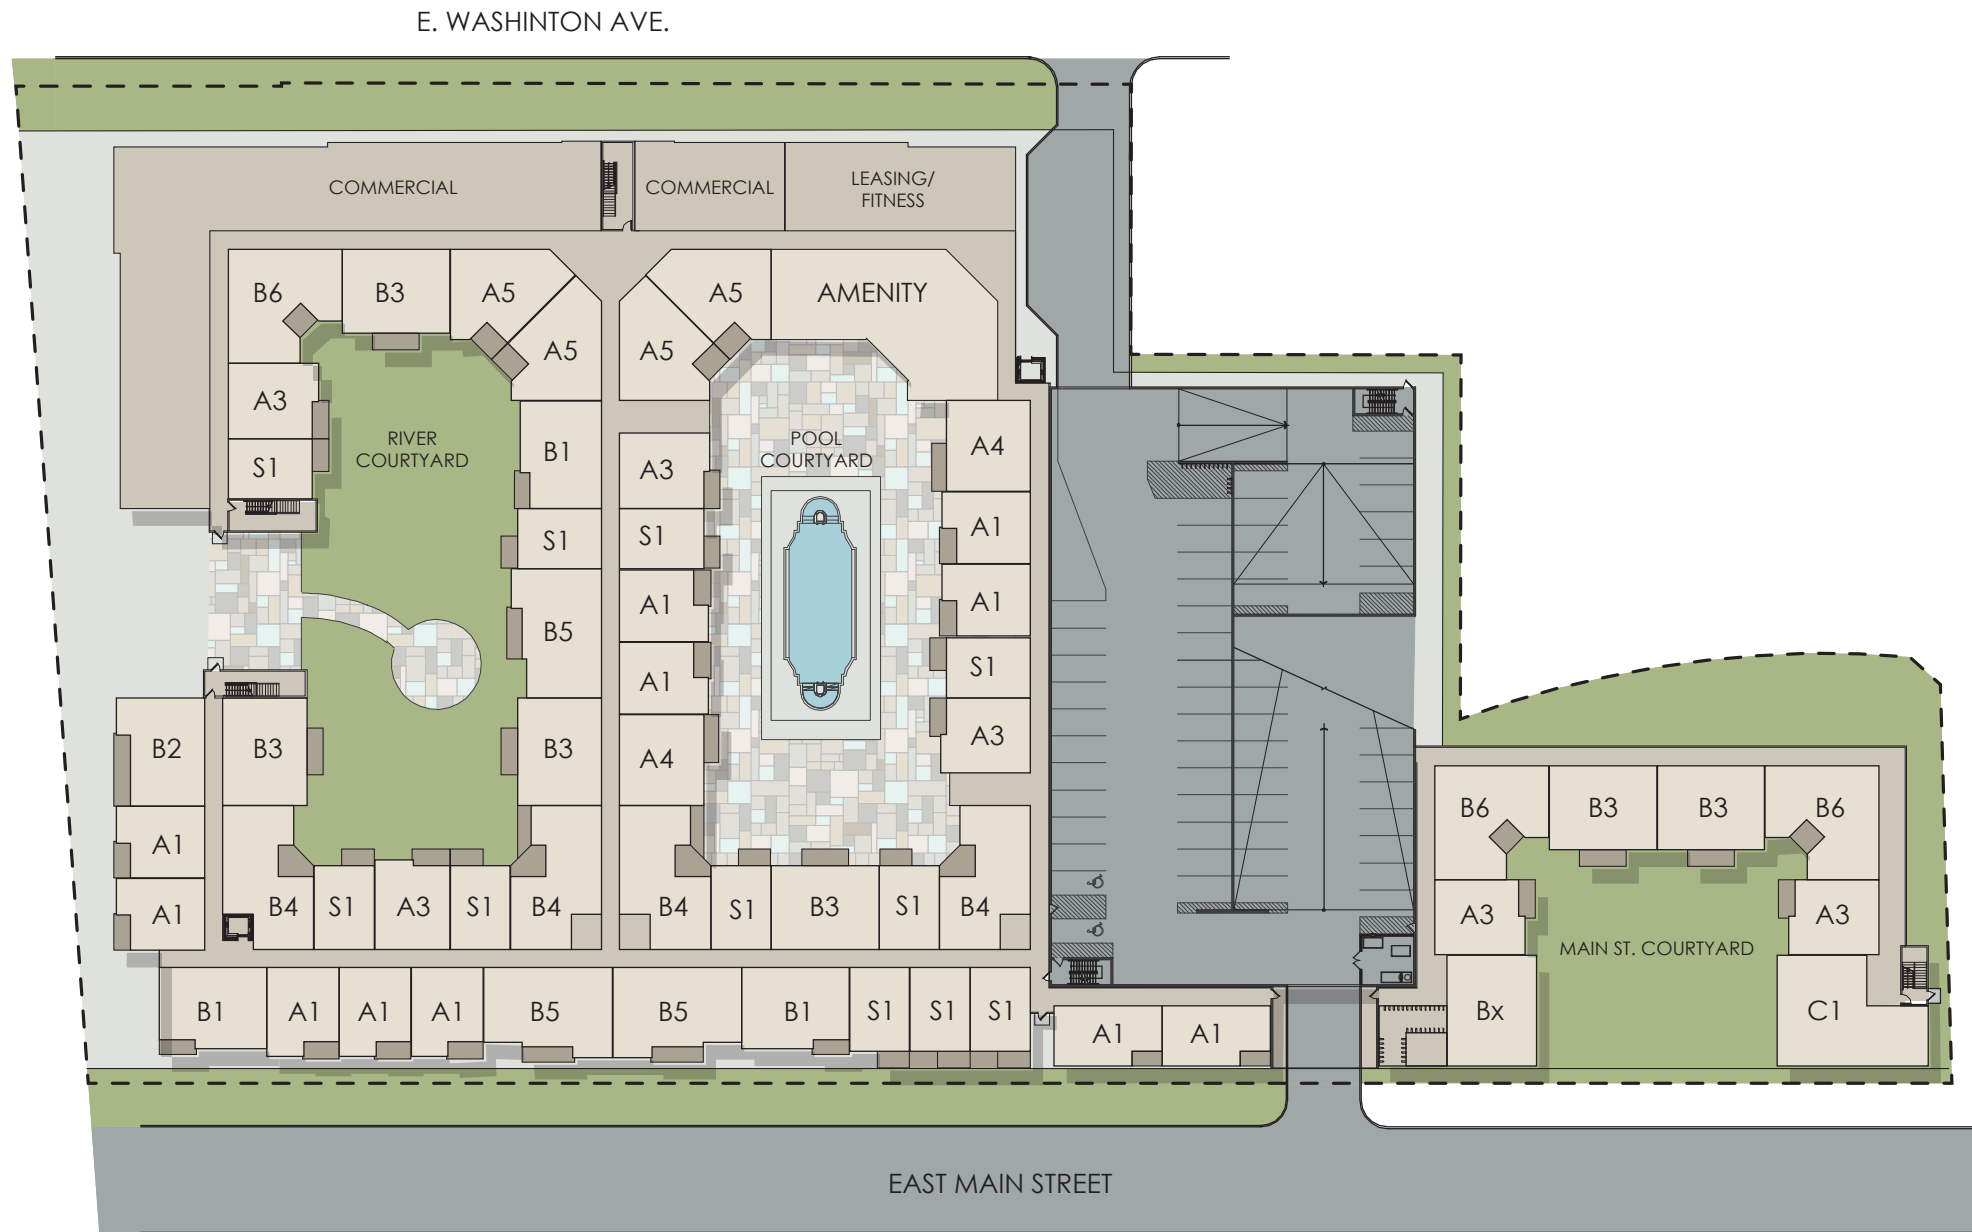 E. WASHINTON AVE.
COMMERCIAL
COMMERCIAL
LEASING/
FITNESS
B6
B3
A5
A5
A5
A5
AMENITY
A3
S1
RIVER
COURTYARD
B1
S1
B5
B3
A3
S1
A1
A1
A4
POOL
COURTYARD
A4
A1
A1
S1
A3
B2
A1
A1
B3
B4
S1
A3
S1
B4
B4
S1
B3
S1
B4
B1
A1
A1
A1
B5
B5
B1
S1
S1
S1
A1
A1
B6
B3
B3
B6
A3
A3
MAIN ST. COURTYARD
Bx
C1
EAST MAIN STREET